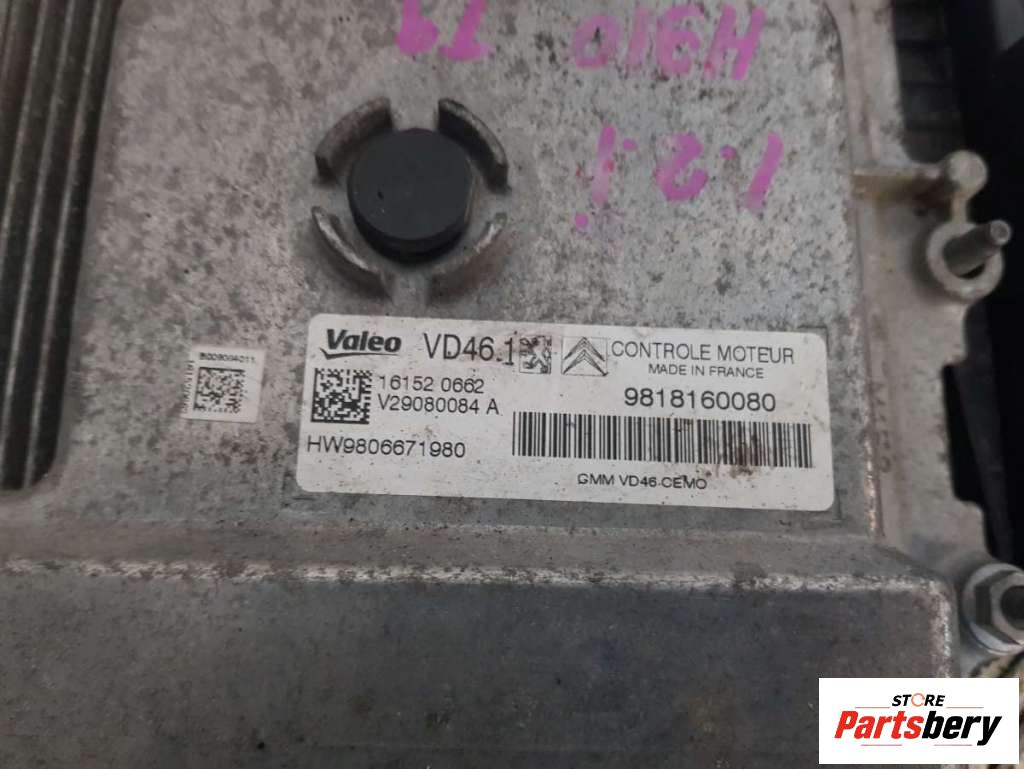 H910 T9
1.2 i.
Valeo VD46.1 CONTROLE MOTEUR
MADE IN FRANCE
16152 0662 9818160080
V29080084 A
HW9806671980
GMM VD46-CEMO
STORE
Partsbery